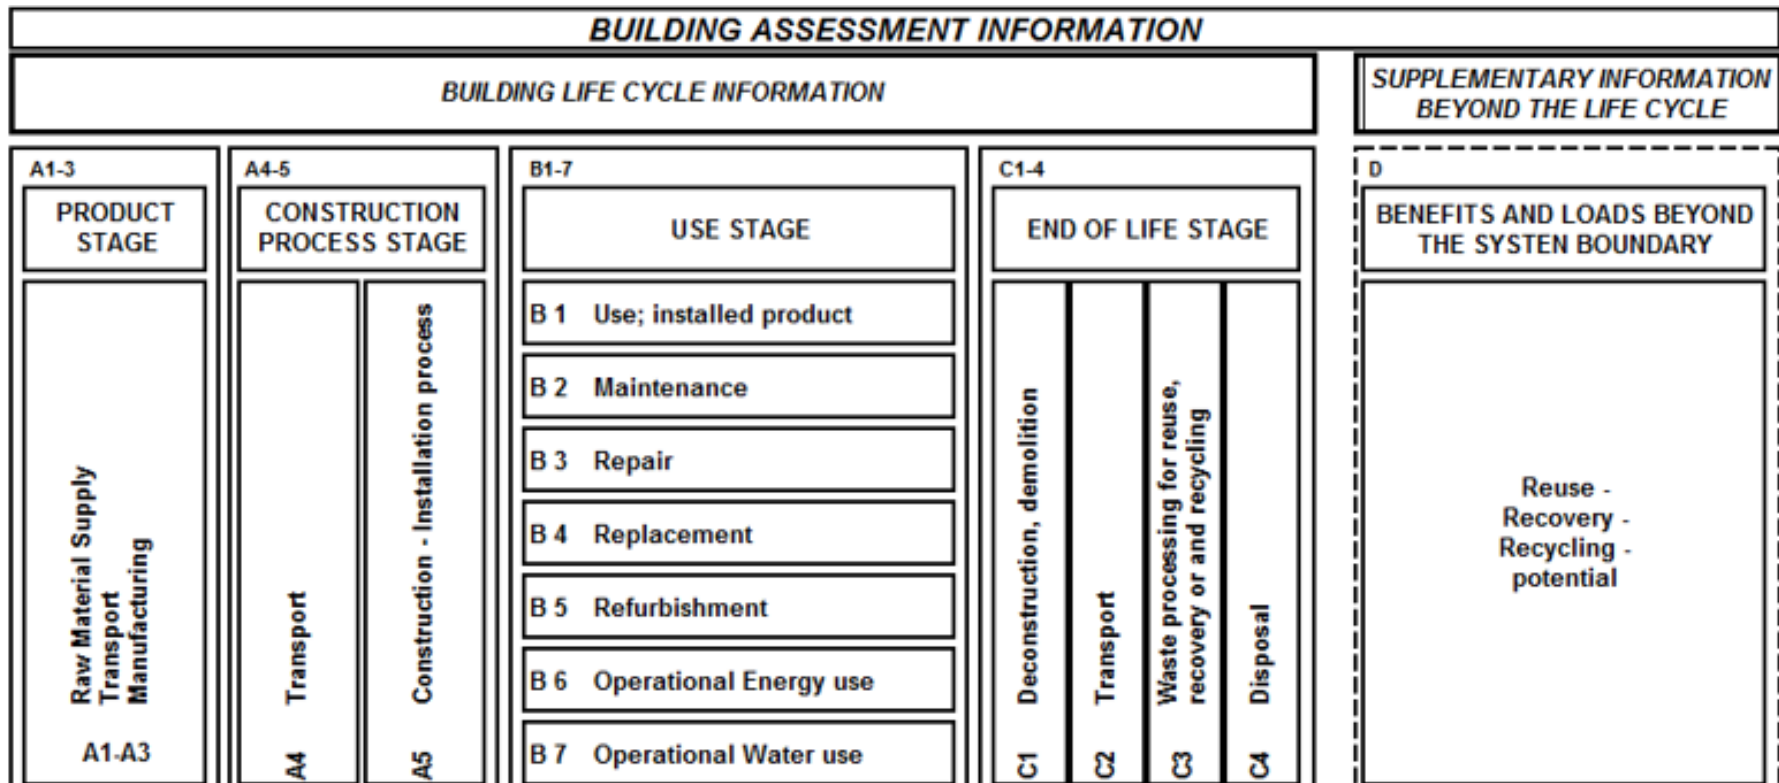 BUILDING ASSESSMENT INFORMATION
BUILDING LIFE CYCLE INFORMATION
SUPPLEMENTARY INFORMATION
BEYOND THE LIFE CYCLE
A1-3
PRODUCT
STAGE
Raw Material Supply
Transport
Manufacturing
A1-A3
A4-5
CONSTRUCTION
PROCESS STAGE
A4 Transport
A5 Construction - Installation process
B1-7
USE STAGE
B 1 Use; installed product
B 2 Maintenance
B 3 Repair
B 4 Replacement
B 5 Refurbishment
B 6 Operational Energy use
B 7 Operational Water use
C1-4
END OF LIFE STAGE
C1 Deconstruction, demolition
C2 Transport
C3 Waste processing for reuse,
recovery or and recycling
C4 Disposal
D
BENEFITS AND LOADS BEYOND
THE SYSTEN BOUNDARY
Reuse -
Recovery -
Recycling -
potential